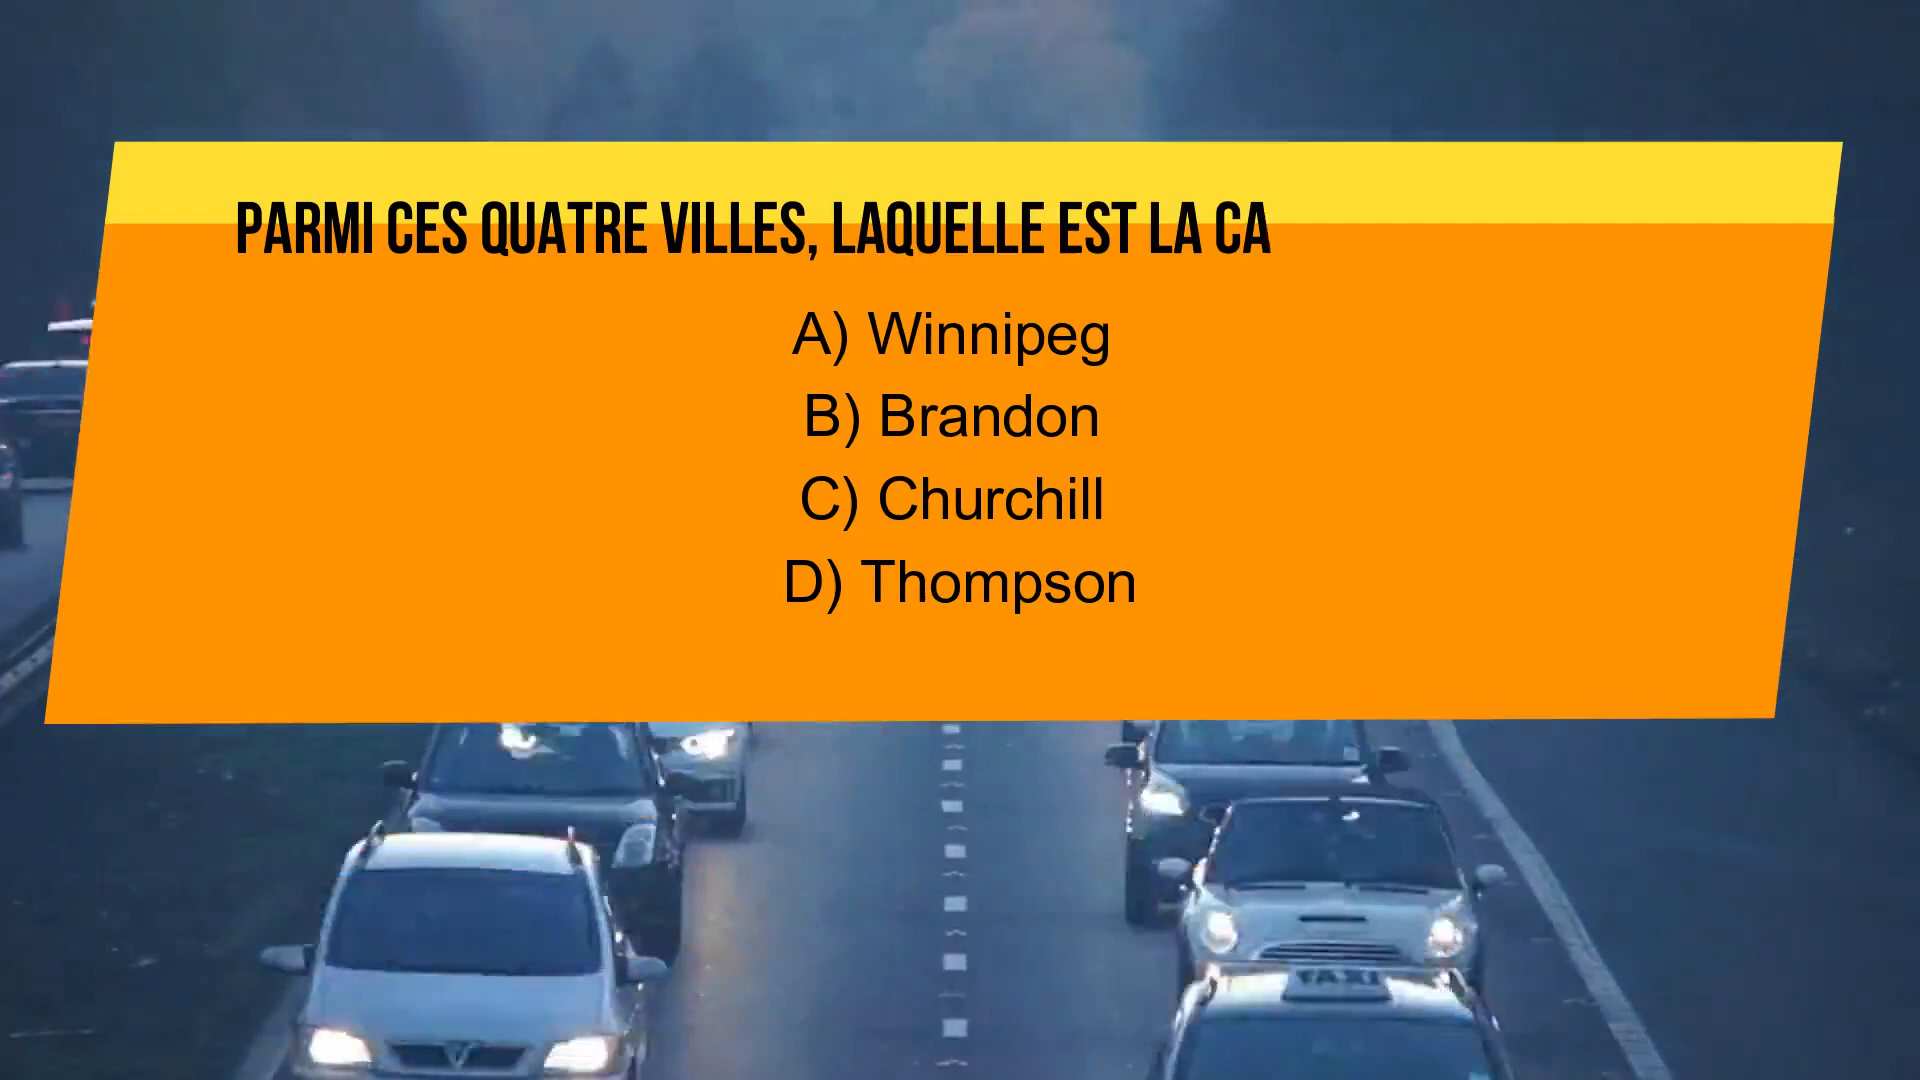 PARMI CES QUATRE VILLES, LAQUELLE EST LA CA
A) Winnipeg
B) Brandon
C) Churchill
D) Thompson
TAXI